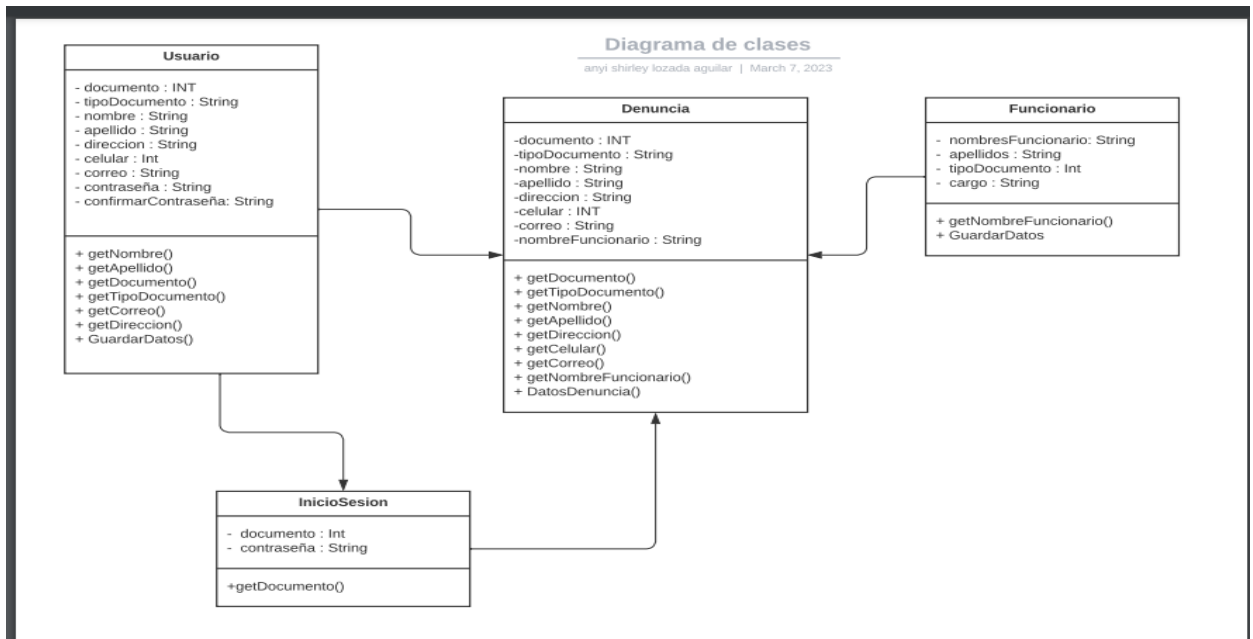 Diagrama de clases
anyi shirley lozada aguilar | March 7, 2023
Usuario
- documento : INT
- tipoDocumento : String
- nombre : String
- apellido : String
- direccion : String
- celular : Int
- correo : String
- contraseña : String
- confirmarContraseña: String
+ getNombre()
+ getApellido()
+ getDocumento()
+ getTipoDocumento()
+ getCorreo()
+ getDireccion()
+ GuardarDatos()
Denuncia
-documento : INT
-tipoDocumento : String
-nombre : String
-apellido : String
-direccion : String
-celular : INT
-correo : String
-nombreFuncionario : String
+ getDocumento()
+ getTipoDocumento()
+ getNombre()
+ getApellido()
+ getDireccion()
+ getCelular()
+ getCorreo()
+ getNombreFuncionario()
+ DatosDenuncia()
Funcionario
- nombresFuncionario: String
- apellidos : String
- tipoDocumento : Int
- cargo : String
+ getNombreFuncionario()
+ GuardarDatos
InicioSesion
- documento : Int
- contraseña : String
+getDocumento()